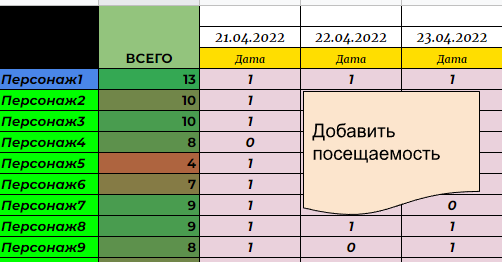 21.04.2022 22.04.2022 23.04.2022
ВСЕГО Дата Дата Дата
Персонаж1 13 1 1 1
Персонаж2 10 1
Персонаж3 10 1
Персонаж4 8 0
Персонаж5 4 1
Персонаж6 7 1
Персонаж7 9 1 0
Персонаж8 9 1 1 1
Персонаж9 8 1 0 1
Добавить
посещаемость